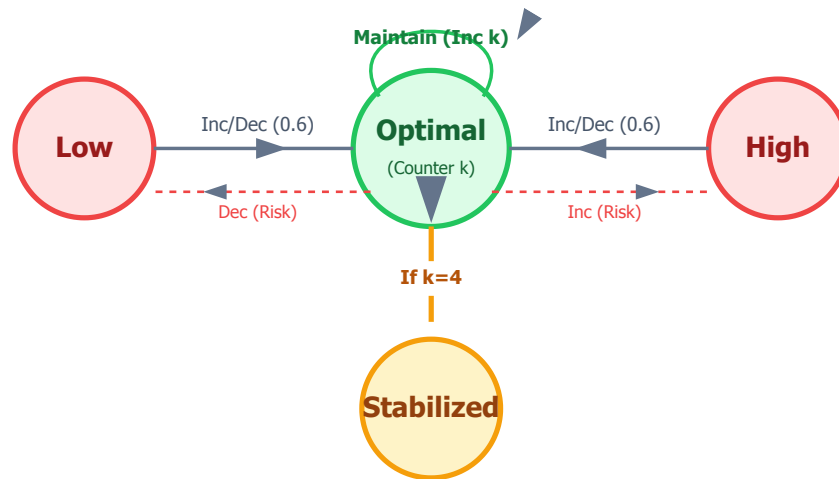 Maintain (Inc k)
Low
Inc/Dec (0.6)
Optimal
(Counter k)
Inc/Dec (0.6)
High
Dec (Risk)
Inc (Risk)
If k=4
Stabilized